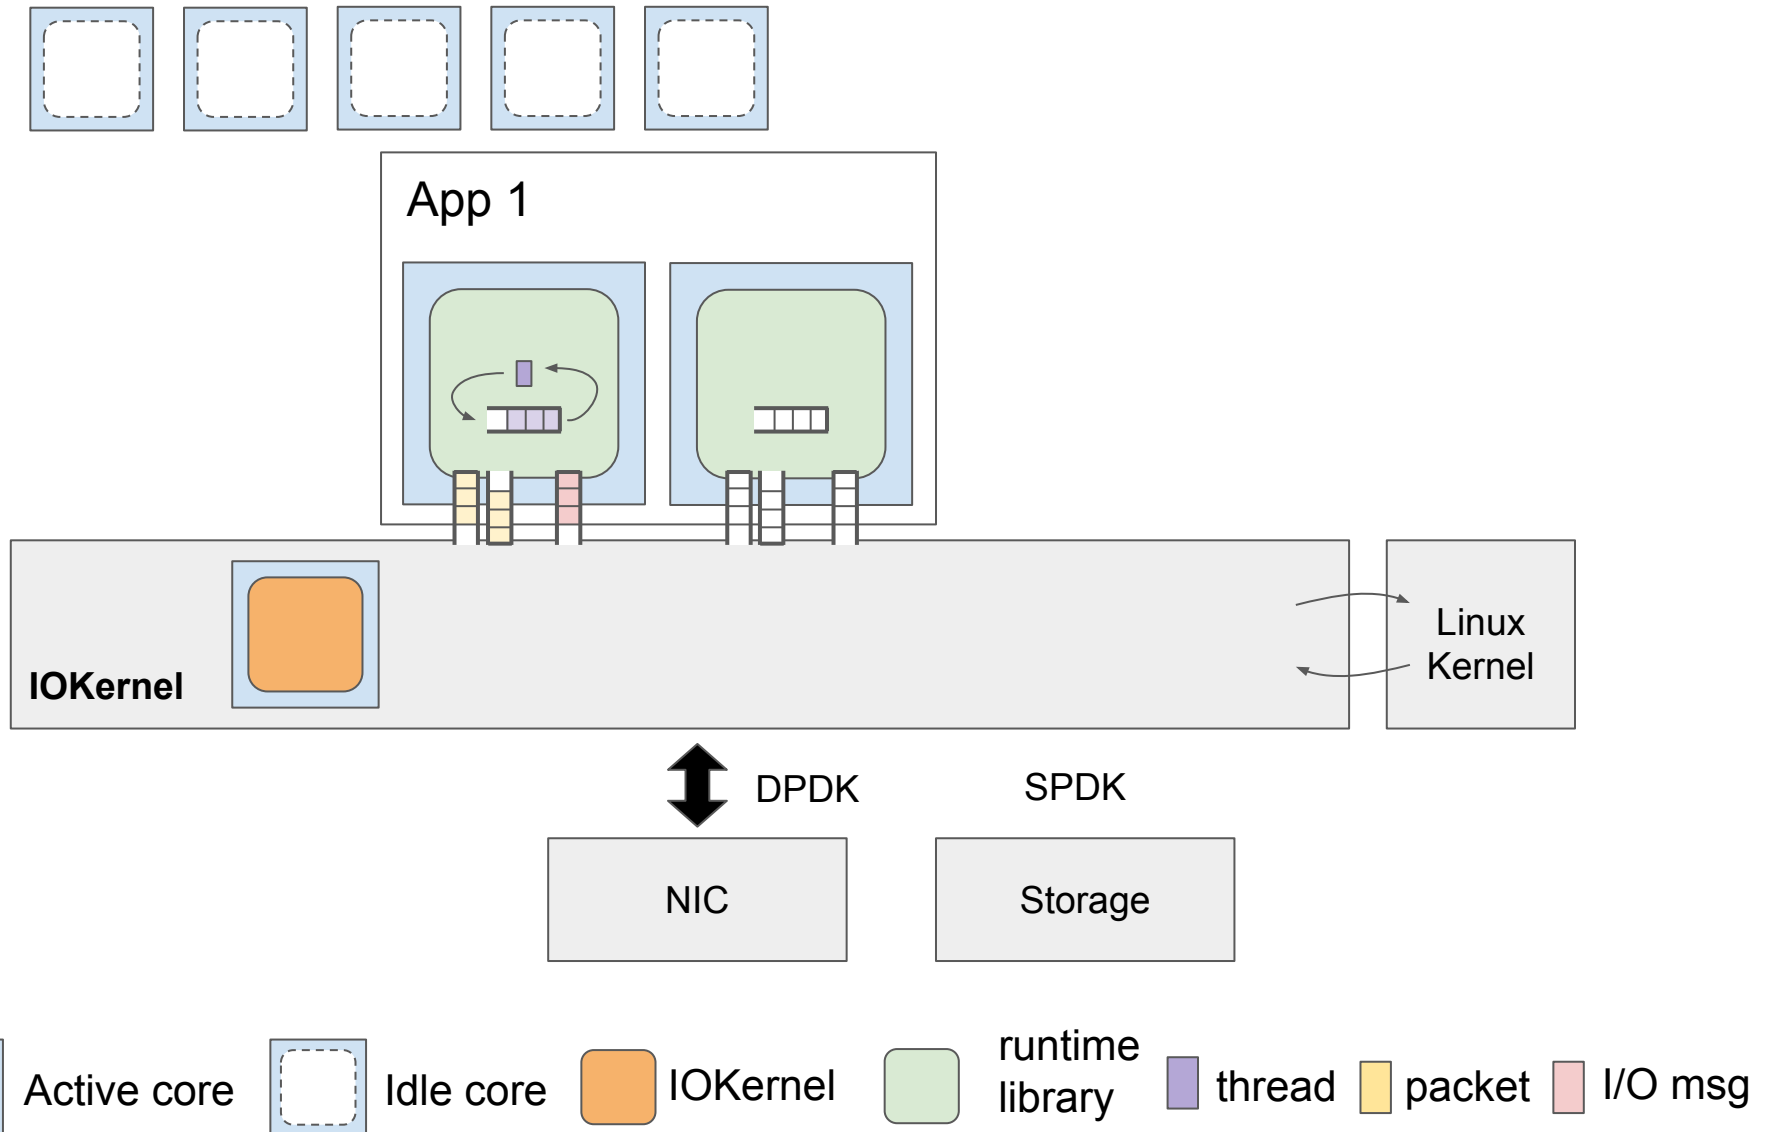 App 1
IOKernel
Linux
Kernel
DPDK
SPDK
NIC
Storage
Active core
Idle core
IOKernel
runtime
library
thread
packet
I/O msg